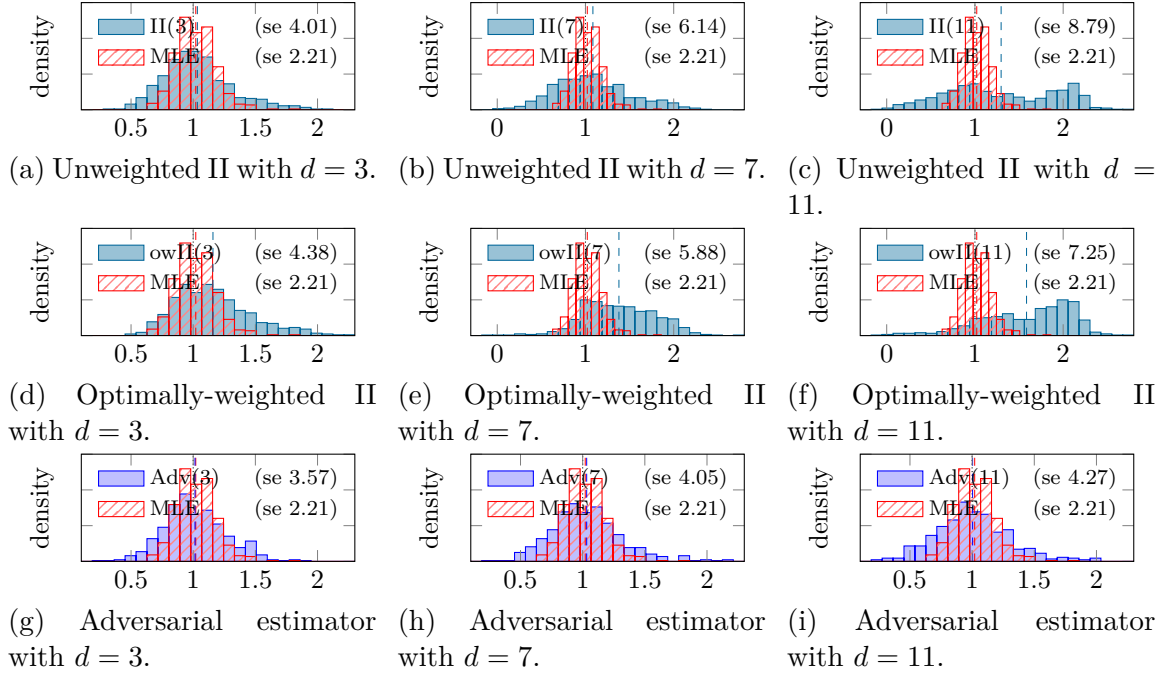 density
II(3) (se 4.01)
MLE (se 2.21)
0.5 1 1.5 2
(a) Unweighted II with d = 3.
density
II(7) (se 6.14)
MLE (se 2.21)
0 1 2
(b) Unweighted II with d = 7.
density
II(11) (se 8.79)
MLE (se 2.21)
0 1 2
(c) Unweighted II with d =
11.
density
owII(3) (se 4.38)
MLE (se 2.21)
0.5 1 1.5 2
(d) Optimally-weighted II
with d = 3.
density
owII(7) (se 5.88)
MLE (se 2.21)
0 1 2
(e) Optimally-weighted II
with d = 7.
density
owII(11) (se 7.25)
MLE (se 2.21)
0 1 2
(f) Optimally-weighted II
with d = 11.
density
Adv(3) (se 3.57)
MLE (se 2.21)
0.5 1 1.5 2
(g) Adversarial estimator
with d = 3.
density
Adv(7) (se 4.05)
MLE (se 2.21)
0.5 1 1.5 2
(h) Adversarial estimator
with d = 7.
density
Adv(11) (se 4.27)
MLE (se 2.21)
0.5 1 1.5 2
(i) Adversarial estimator
with d = 11.